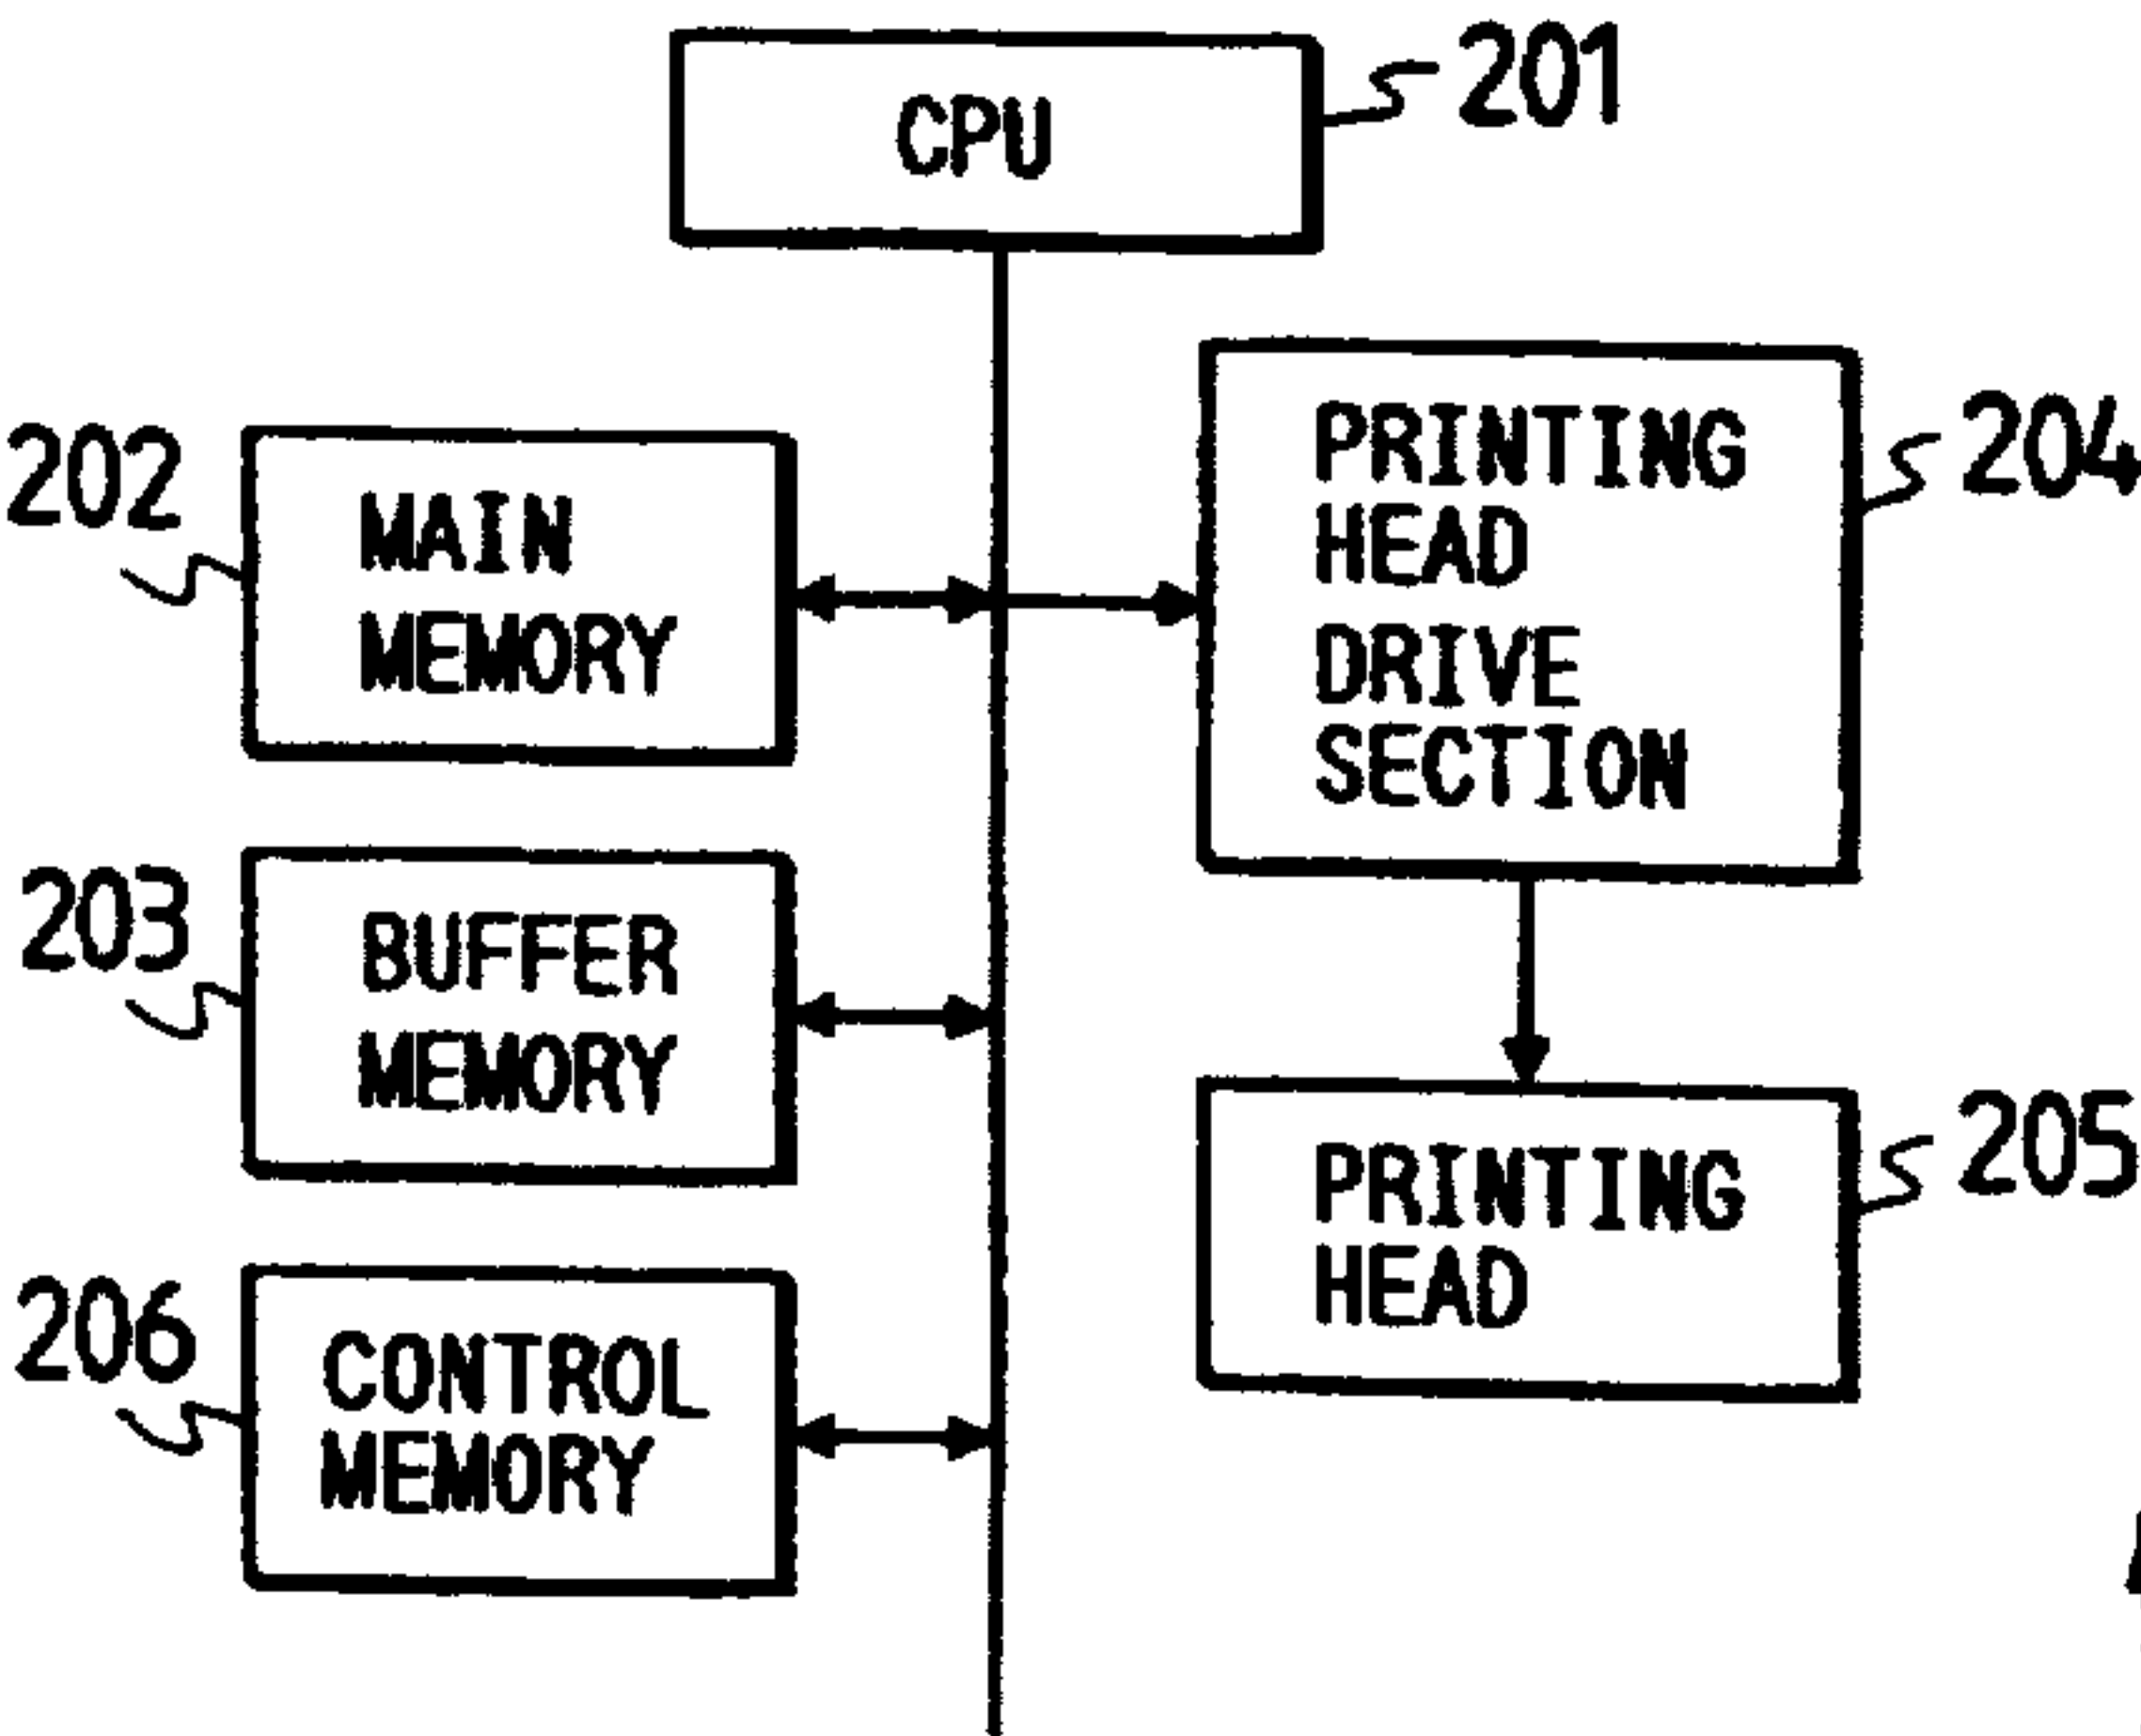 CPU
201
202
MAIN
MEMORY
PRINTING
HEAD
DRIVE
SECTION
204
203
BUFFER
MEMORY
PRINTING
HEAD
205
206
CONTROL
MEMORY